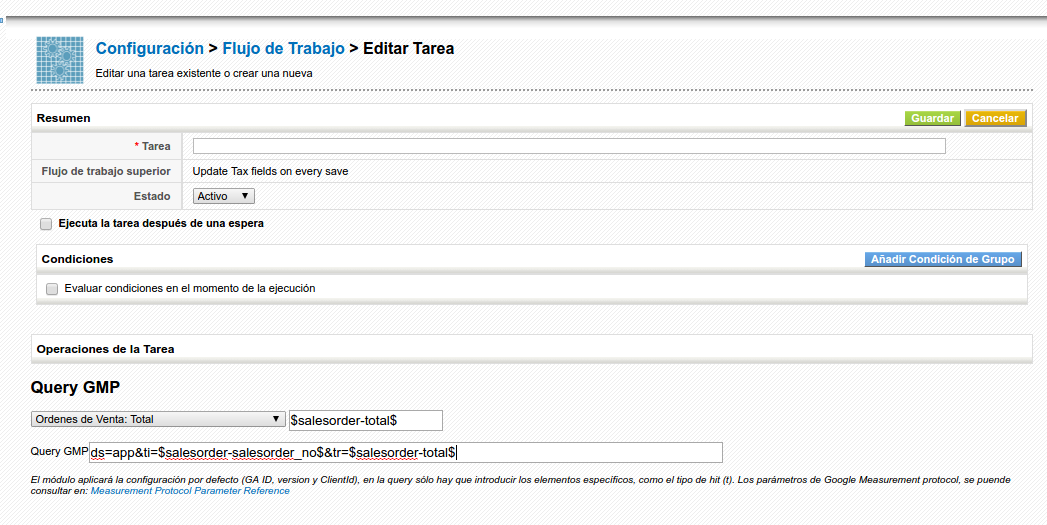 Configuración > Flujo de Trabajo > Editar Tarea
Editar una tarea existente o crear una nueva
Resumen Guardar Cancelar
* Tarea
Flujo de trabajo superior Update Tax fields on every save
Estado Activo
Ejecuta la tarea después de una espera
Condiciones Añadir Condición de Grupo
Evaluar condiciones en el momento de la ejecución
Operaciones de la Tarea
Query GMP
Ordenes de Venta: Total $salesorder-total$
Query GMP ds=app&ti=$salesorder-salesorder_no$&tr=$salesorder-total$
El módulo aplicará la configuración por defecto (GA ID, version y ClientId), en la query sólo hay que introducir los elementos específicos, como el tipo de hit (t). Los parámetros de Google Measurement protocol, se puende
consultar en: Measurement Protocol Parameter Reference